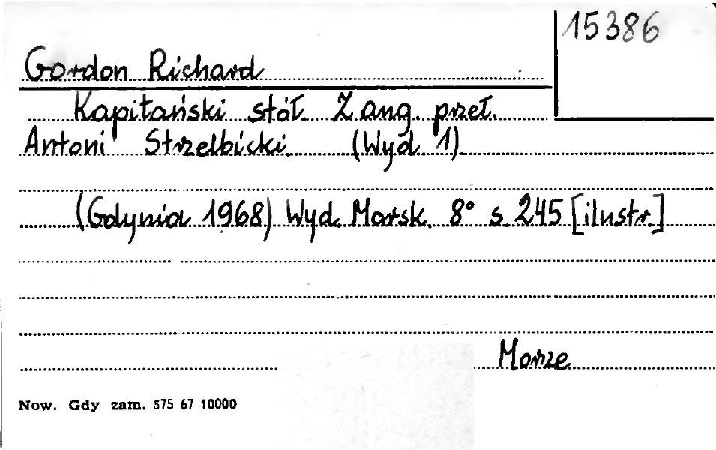 15386
Gordon Richard
Kapitański stół. Z ang. przeł.
Antoni Strzelbicki. (Wyd. 1).
(Gdynia 1968) Wyd. Morsk. 8° s. 245 [ilustr.]
Morze
Now. Gdy zam. 575 67 10000